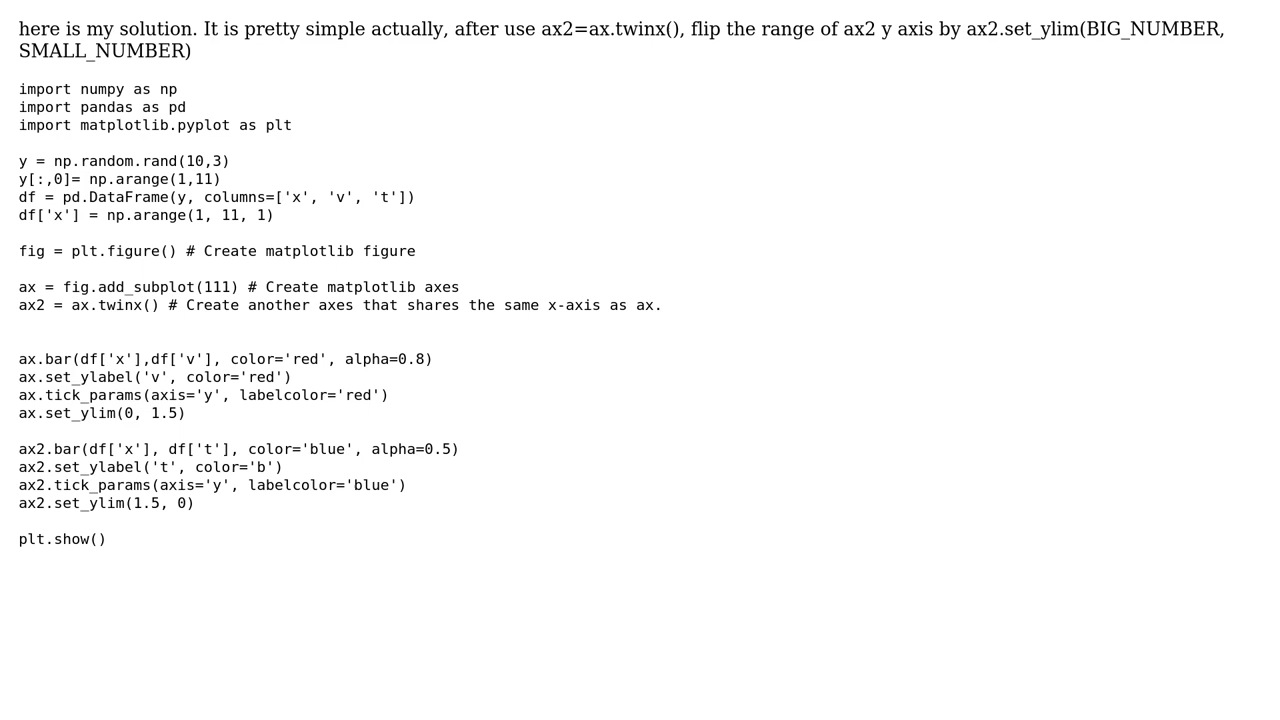 here is my solution. It is pretty simple actually, after use ax2=ax.twinx(), flip the range of ax2 y axis by ax2.set_ylim(BIG_NUMBER,
SMALL_NUMBER)
import numpy as np
import pandas as pd
import matplotlib.pyplot as plt
y = np.random.rand(10,3)
y[:,0]= np.arange(1,11)
df = pd.DataFrame(y, columns=['x', 'v', 't'])
df['x'] = np.arange(1, 11, 1)
fig = plt.figure() # Create matplotlib figure
ax = fig.add_subplot(111) # Create matplotlib axes
ax2 = ax.twinx() # Create another axes that shares the same x-axis as ax.
ax.bar(df['x'],df['v'], color='red', alpha=0.8)
ax.set_ylabel('v', color='red')
ax.tick_params(axis='y', labelcolor='red')
ax.set_ylim(0, 1.5)
ax2.bar(df['x'], df['t'], color='blue', alpha=0.5)
ax2.set_ylabel('t', color='b')
ax2.tick_params(axis='y', labelcolor='blue')
ax2.set_ylim(1.5, 0)
plt.show()